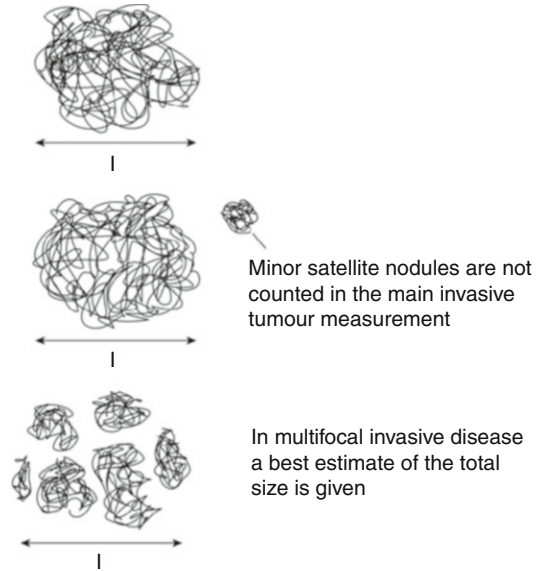 I
Minor satellite nodules are not
counted in the main invasive
tumour measurement
I
In multifocal invasive disease
a best estimate of the total
size is given
I